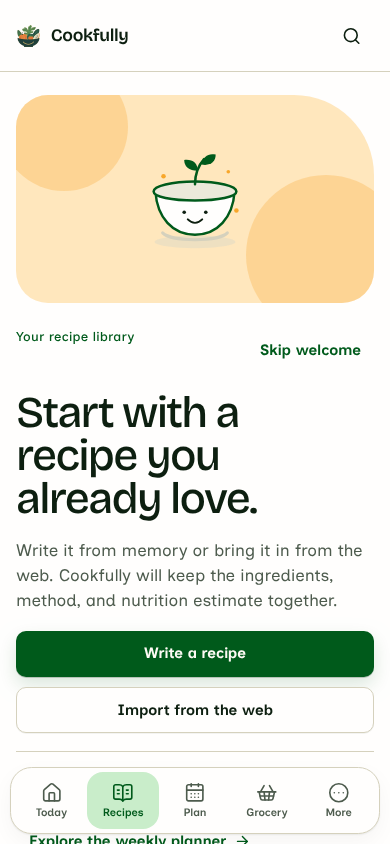 Cookfully
Your recipe library
Skip welcome
Start with a
recipe you
already love.
Write it from memory or bring it in from the
web. Cookfully will keep the ingredients,
method, and nutrition estimate together.
Write a recipe
Import from the web
Today
Recipes
Plan
Grocery
More
Explore the weekly planner →